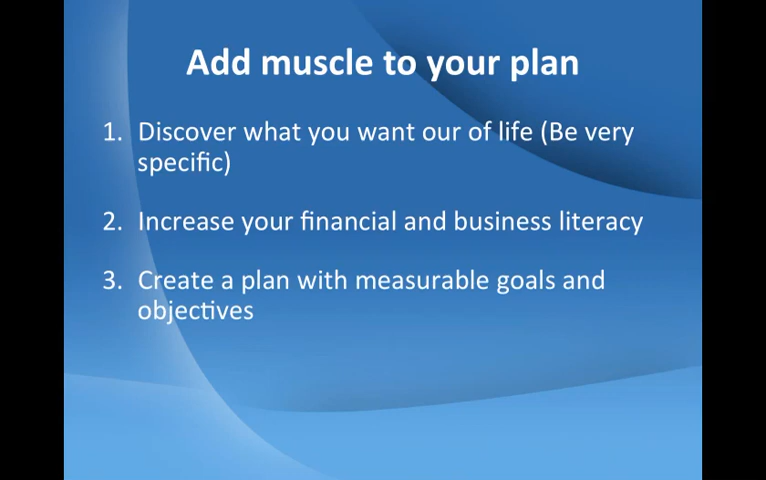 Add muscle to your plan
1. Discover what you want our of life (Be very
specific)
2. Increase your financial and business literacy
3. Create a plan with measurable goals and
objectives